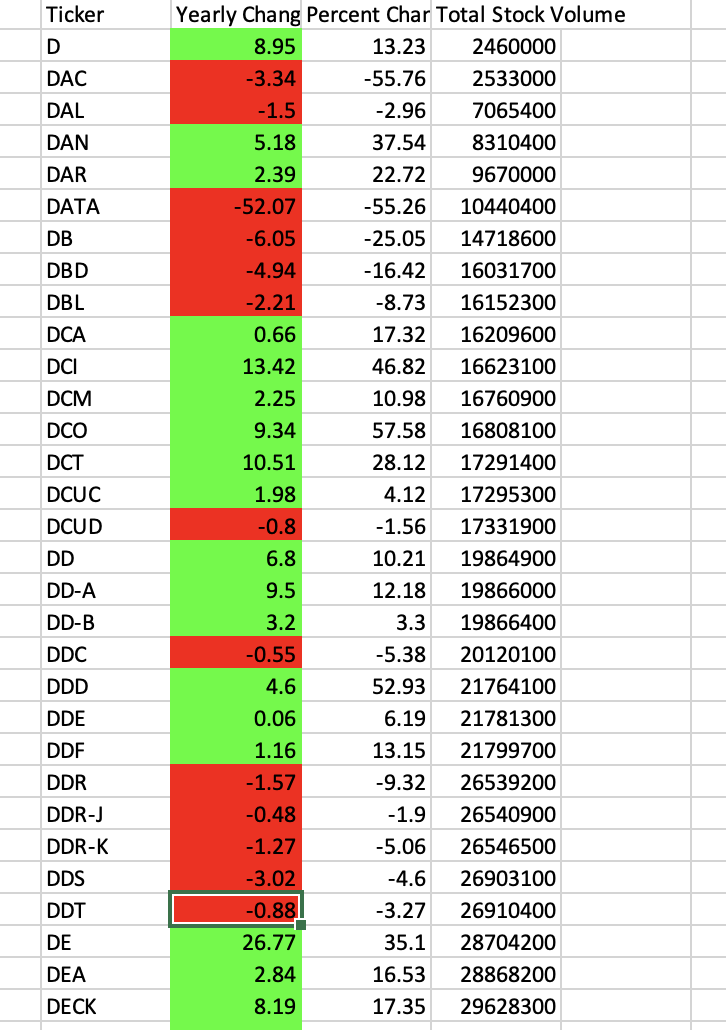 Ticker Yearly Chang Percent Char Total Stock Volume
D 8.95 13.23 2460000
DAC -3.34 -55.76 2533000
DAL -1.5 -2.96 7065400
DAN 5.18 37.54 8310400
DAR 2.39 22.72 9670000
DATA -52.07 -55.26 10440400
DB -6.05 -25.05 14718600
DBD -4.94 -16.42 16031700
DBL -2.21 -8.73 16152300
DCA 0.66 17.32 16209600
DCI 13.42 46.82 16623100
DCM 2.25 10.98 16760900
DCO 9.34 57.58 16808100
DCT 10.51 28.12 17291400
DCUC 1.98 4.12 17295300
DCUD -0.8 -1.56 17331900
DD 6.8 10.21 19864900
DD-A 9.5 12.18 19866000
DD-B 3.2 3.3 19866400
DDC -0.55 -5.38 20120100
DDD 4.6 52.93 21764100
DDE 0.06 6.19 21781300
DDF 1.16 13.15 21799700
DDR -1.57 -9.32 26539200
DDR-J -0.48 -1.9 26540900
DDR-K -1.27 -5.06 26546500
DDS -3.02 -4.6 26903100
DDT -0.88 -3.27 26910400
DE 26.77 35.1 28704200
DEA 2.84 16.53 28868200
DECK 8.19 17.35 29628300